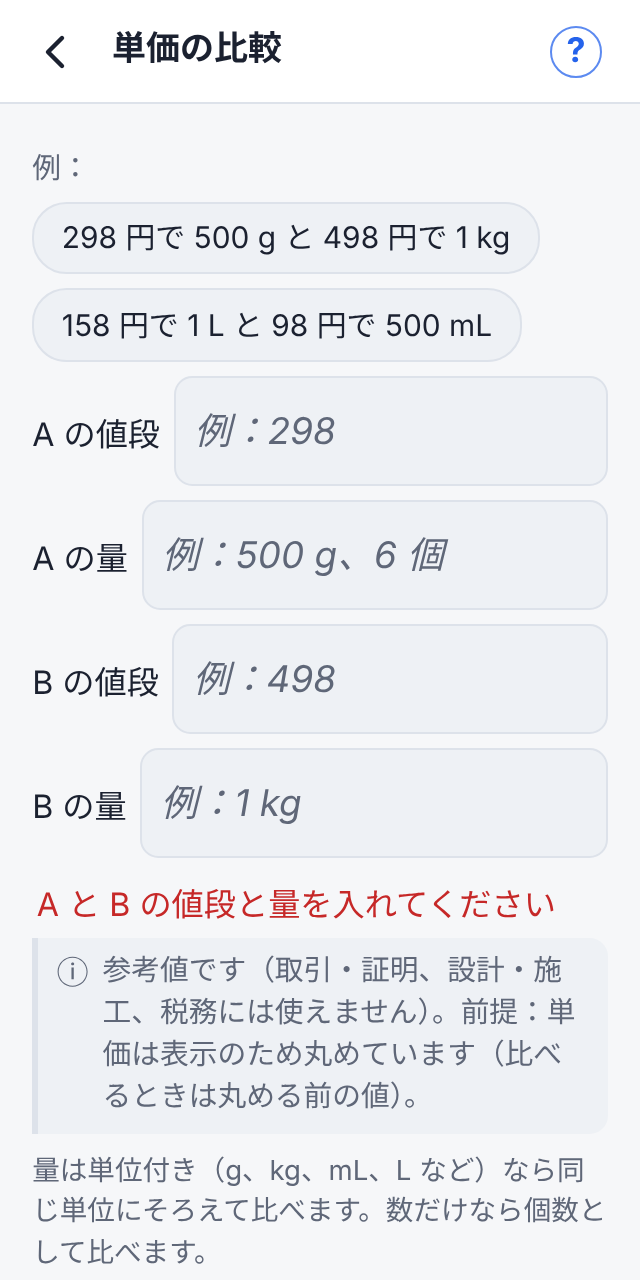 単価の比較
?
例：
298 円で 500 g と 498 円で 1 kg
158 円で 1 L と 98 円で 500 mL
A の値段
例：298
A の量
例：500 g、6 個
B の値段
例：498
B の量
例：1 kg
A と B の値段と量を入れてください
ⓘ 参考値です（取引・証明、設計・施
工、税務には使えません）。前提：単
価は表示のため丸めています（比べ
るときは丸める前の値）。
量は単位付き（g、kg、mL、L など）なら同
じ単位にそろえて比べます。数だけなら個数と
して比べます。